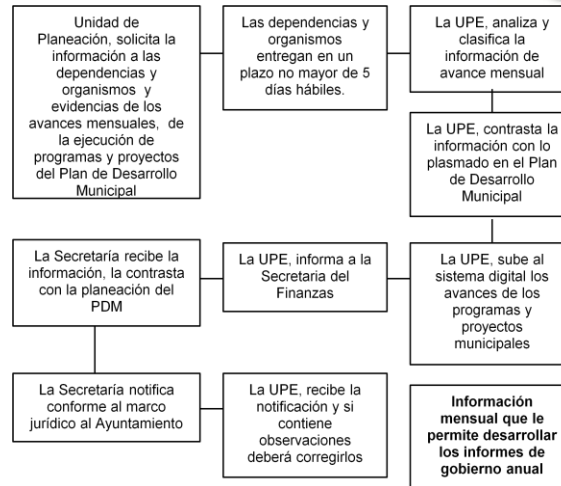 Unidad de
Planeación, solicita la
información a las
dependencias y
organismos y
evidencias de los
avances mensuales, de
la ejecución de
programas y proyectos
del Plan de Desarrollo
Municipal
Las dependencias y
organismos
entregan en un
plazo no mayor de 5
días hábiles.
La UPE, analiza y
clasifica la
información de
avance mensual
La UPE, contrasta la
información con lo
plasmado en el Plan
de Desarrollo
Municipal
La UPE, sube al
sistema digital los
avances de los
programas y
proyectos
municipales
La UPE, informa a la
Secretaria del
Finanzas
La Secretaría recibe la
información, la contrasta
con la planeación del
PDM
La Secretaría notifica
conforme al marco
jurídico al Ayuntamiento
La UPE, recibe la
notificación y si
contiene
observaciones
deberá corregirlos
Información
mensual que le
permite desarrollar
los informes de
gobierno anual